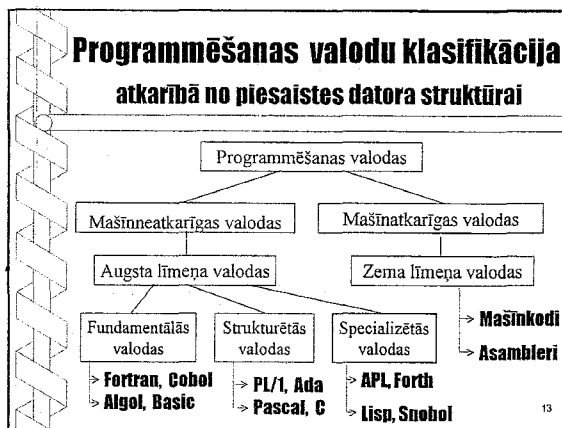 Programmēšanas valodu klasifikācija
atkarībā no piesaistes datora struktūrai
Programmēšanas valodas
Mašīnneatkarīgas valodas
Mašīnatkarīgas valodas
Augsta līmeņa valodas
Zema līmeņa valodas
Fundamentālās
valodas
Strukturētās
valodas
Specializētās
valodas
Mašīnkodi
Asambleri
Fortran, Cobol
Algol, Basic
PL/1, Ada
Pascal, C
APL, Forth
Lisp, Snobol
13